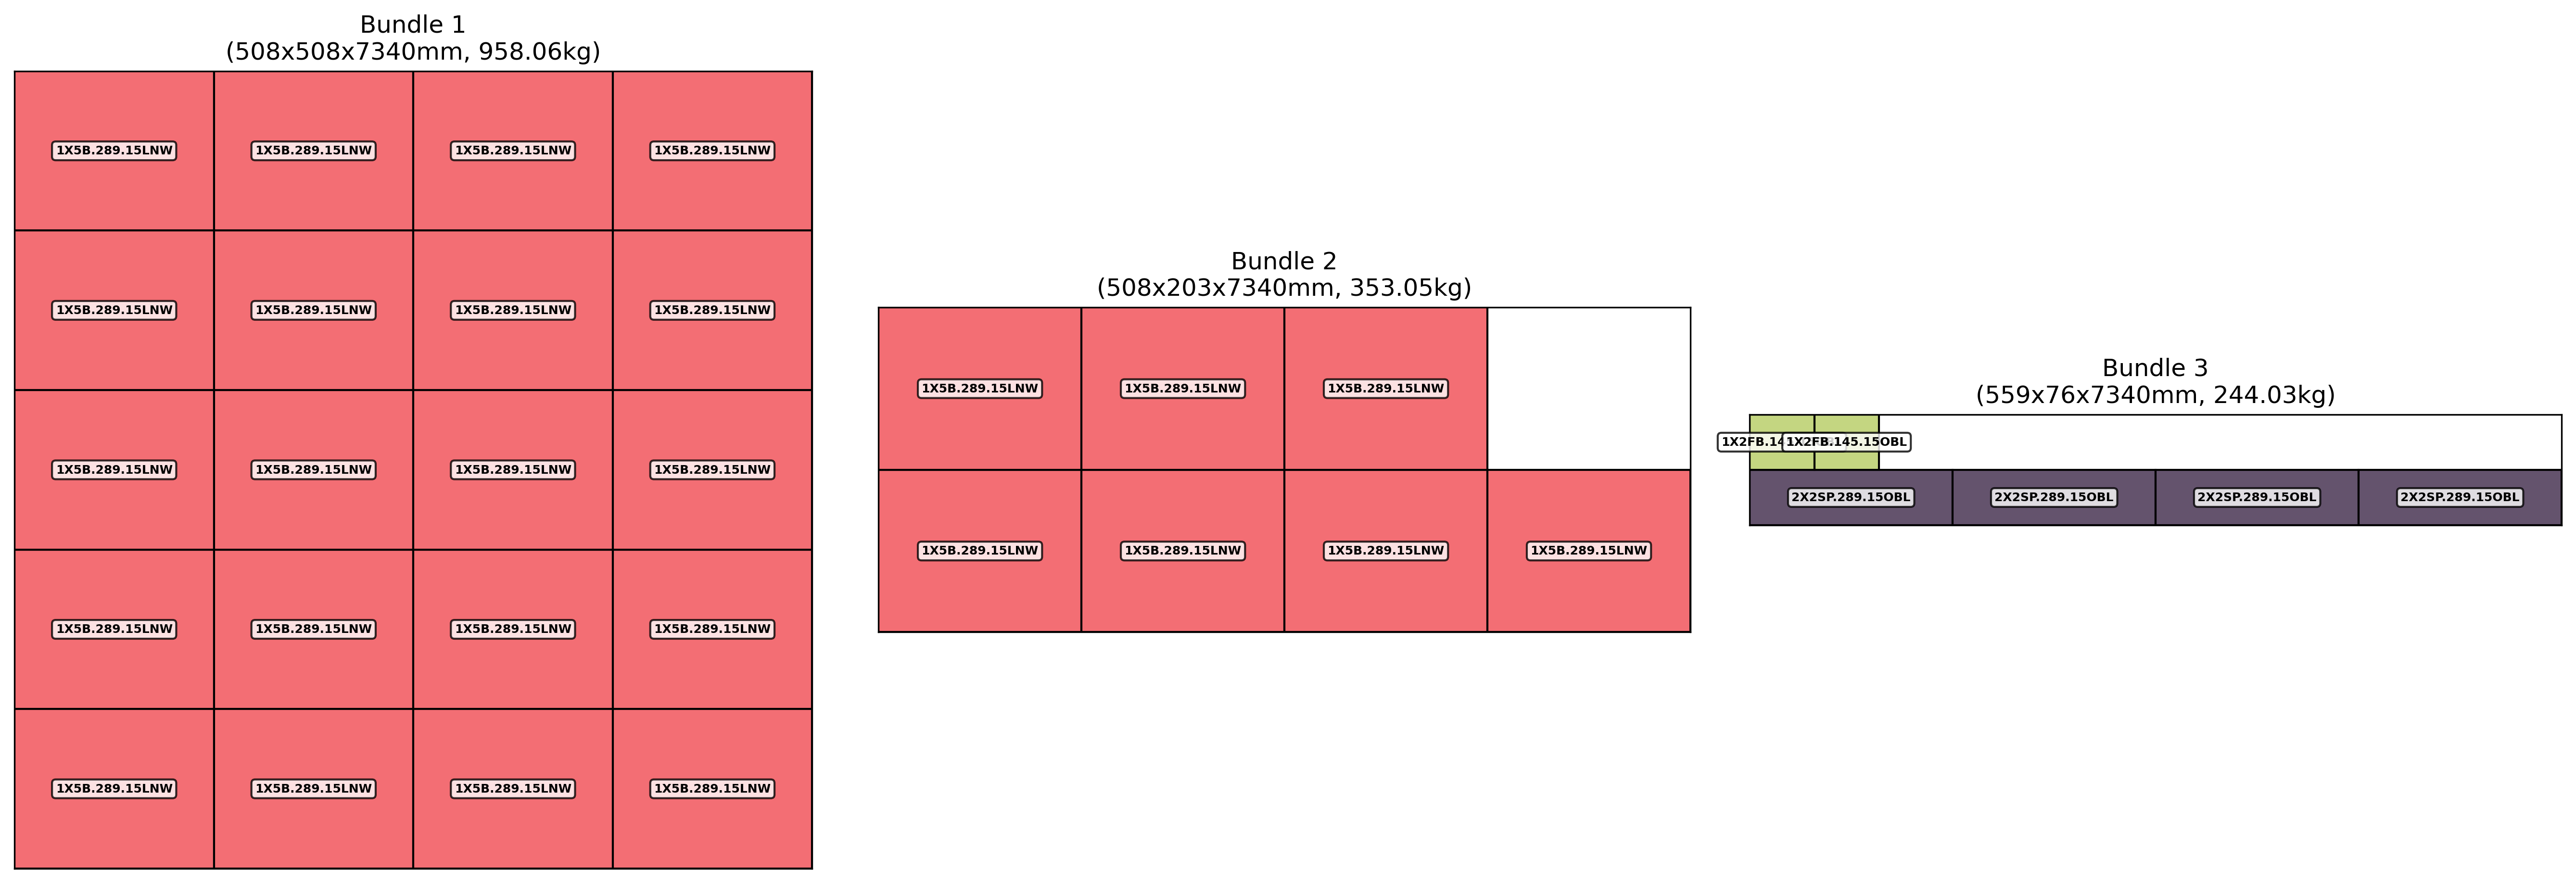 Bundle 1
(508x508x7340mm, 958.06kg)
1X5B.289.15LNW 1X5B.289.15LNW 1X5B.289.15LNW 1X5B.289.15LNW
1X5B.289.15LNW 1X5B.289.15LNW 1X5B.289.15LNW 1X5B.289.15LNW
1X5B.289.15LNW 1X5B.289.15LNW 1X5B.289.15LNW 1X5B.289.15LNW
1X5B.289.15LNW 1X5B.289.15LNW 1X5B.289.15LNW 1X5B.289.15LNW
1X5B.289.15LNW 1X5B.289.15LNW 1X5B.289.15LNW 1X5B.289.15LNW
Bundle 2
(508x203x7340mm, 353.05kg)
1X5B.289.15LNW 1X5B.289.15LNW 1X5B.289.15LNW
1X5B.289.15LNW 1X5B.289.15LNW 1X5B.289.15LNW 1X5B.289.15LNW
Bundle 3
(559x76x7340mm, 244.03kg)
1X2FB.145.15OBL
2X2SP.289.15OBL 2X2SP.289.15OBL 2X2SP.289.15OBL 2X2SP.289.15OBL